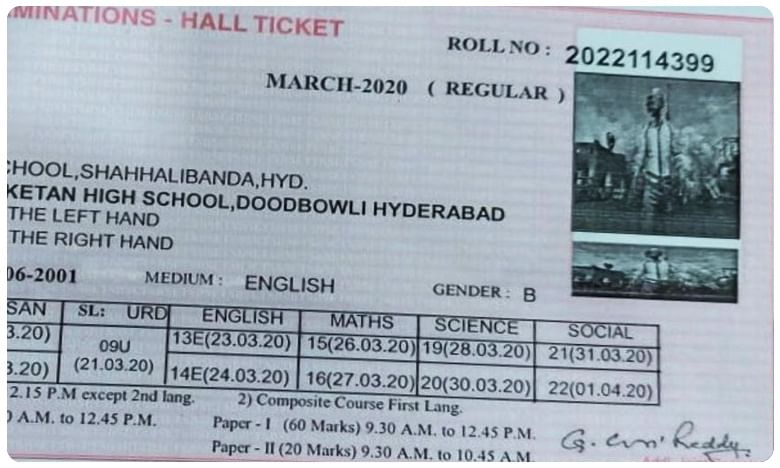 MINATIONS - HALL TICKET
ROLL NO : 2022114399
MARCH-2020 ( REGULAR )
CHOOL,SHAHHALIBANDA,HYD.
KETAN HIGH SCHOOL,DOODBOWLI HYDERABAD
THE LEFT HAND
THE RIGHT HAND
06-2001 MEDIUM : ENGLISH GENDER : B
SAN SL: URD ENGLISH MATHS SCIENCE SOCIAL
3.20) 09U (21.03.20) 13E(23.03.20) 15(26.03.20) 19(28.03.20) 21(31.03.20)
3.20) 14E(24.03.20) 16(27.03.20) 20(30.03.20) 22(01.04.20)
2.15 P.M except 2nd lang. 2) Composite Course First Lang.
A.M. to 12.45 P.M. Paper - I (60 Marks) 9.30 A.M. to 12.45 P.M.
Paper - II (20 Marks) 9.30 A.M. to 10.45 A.M.